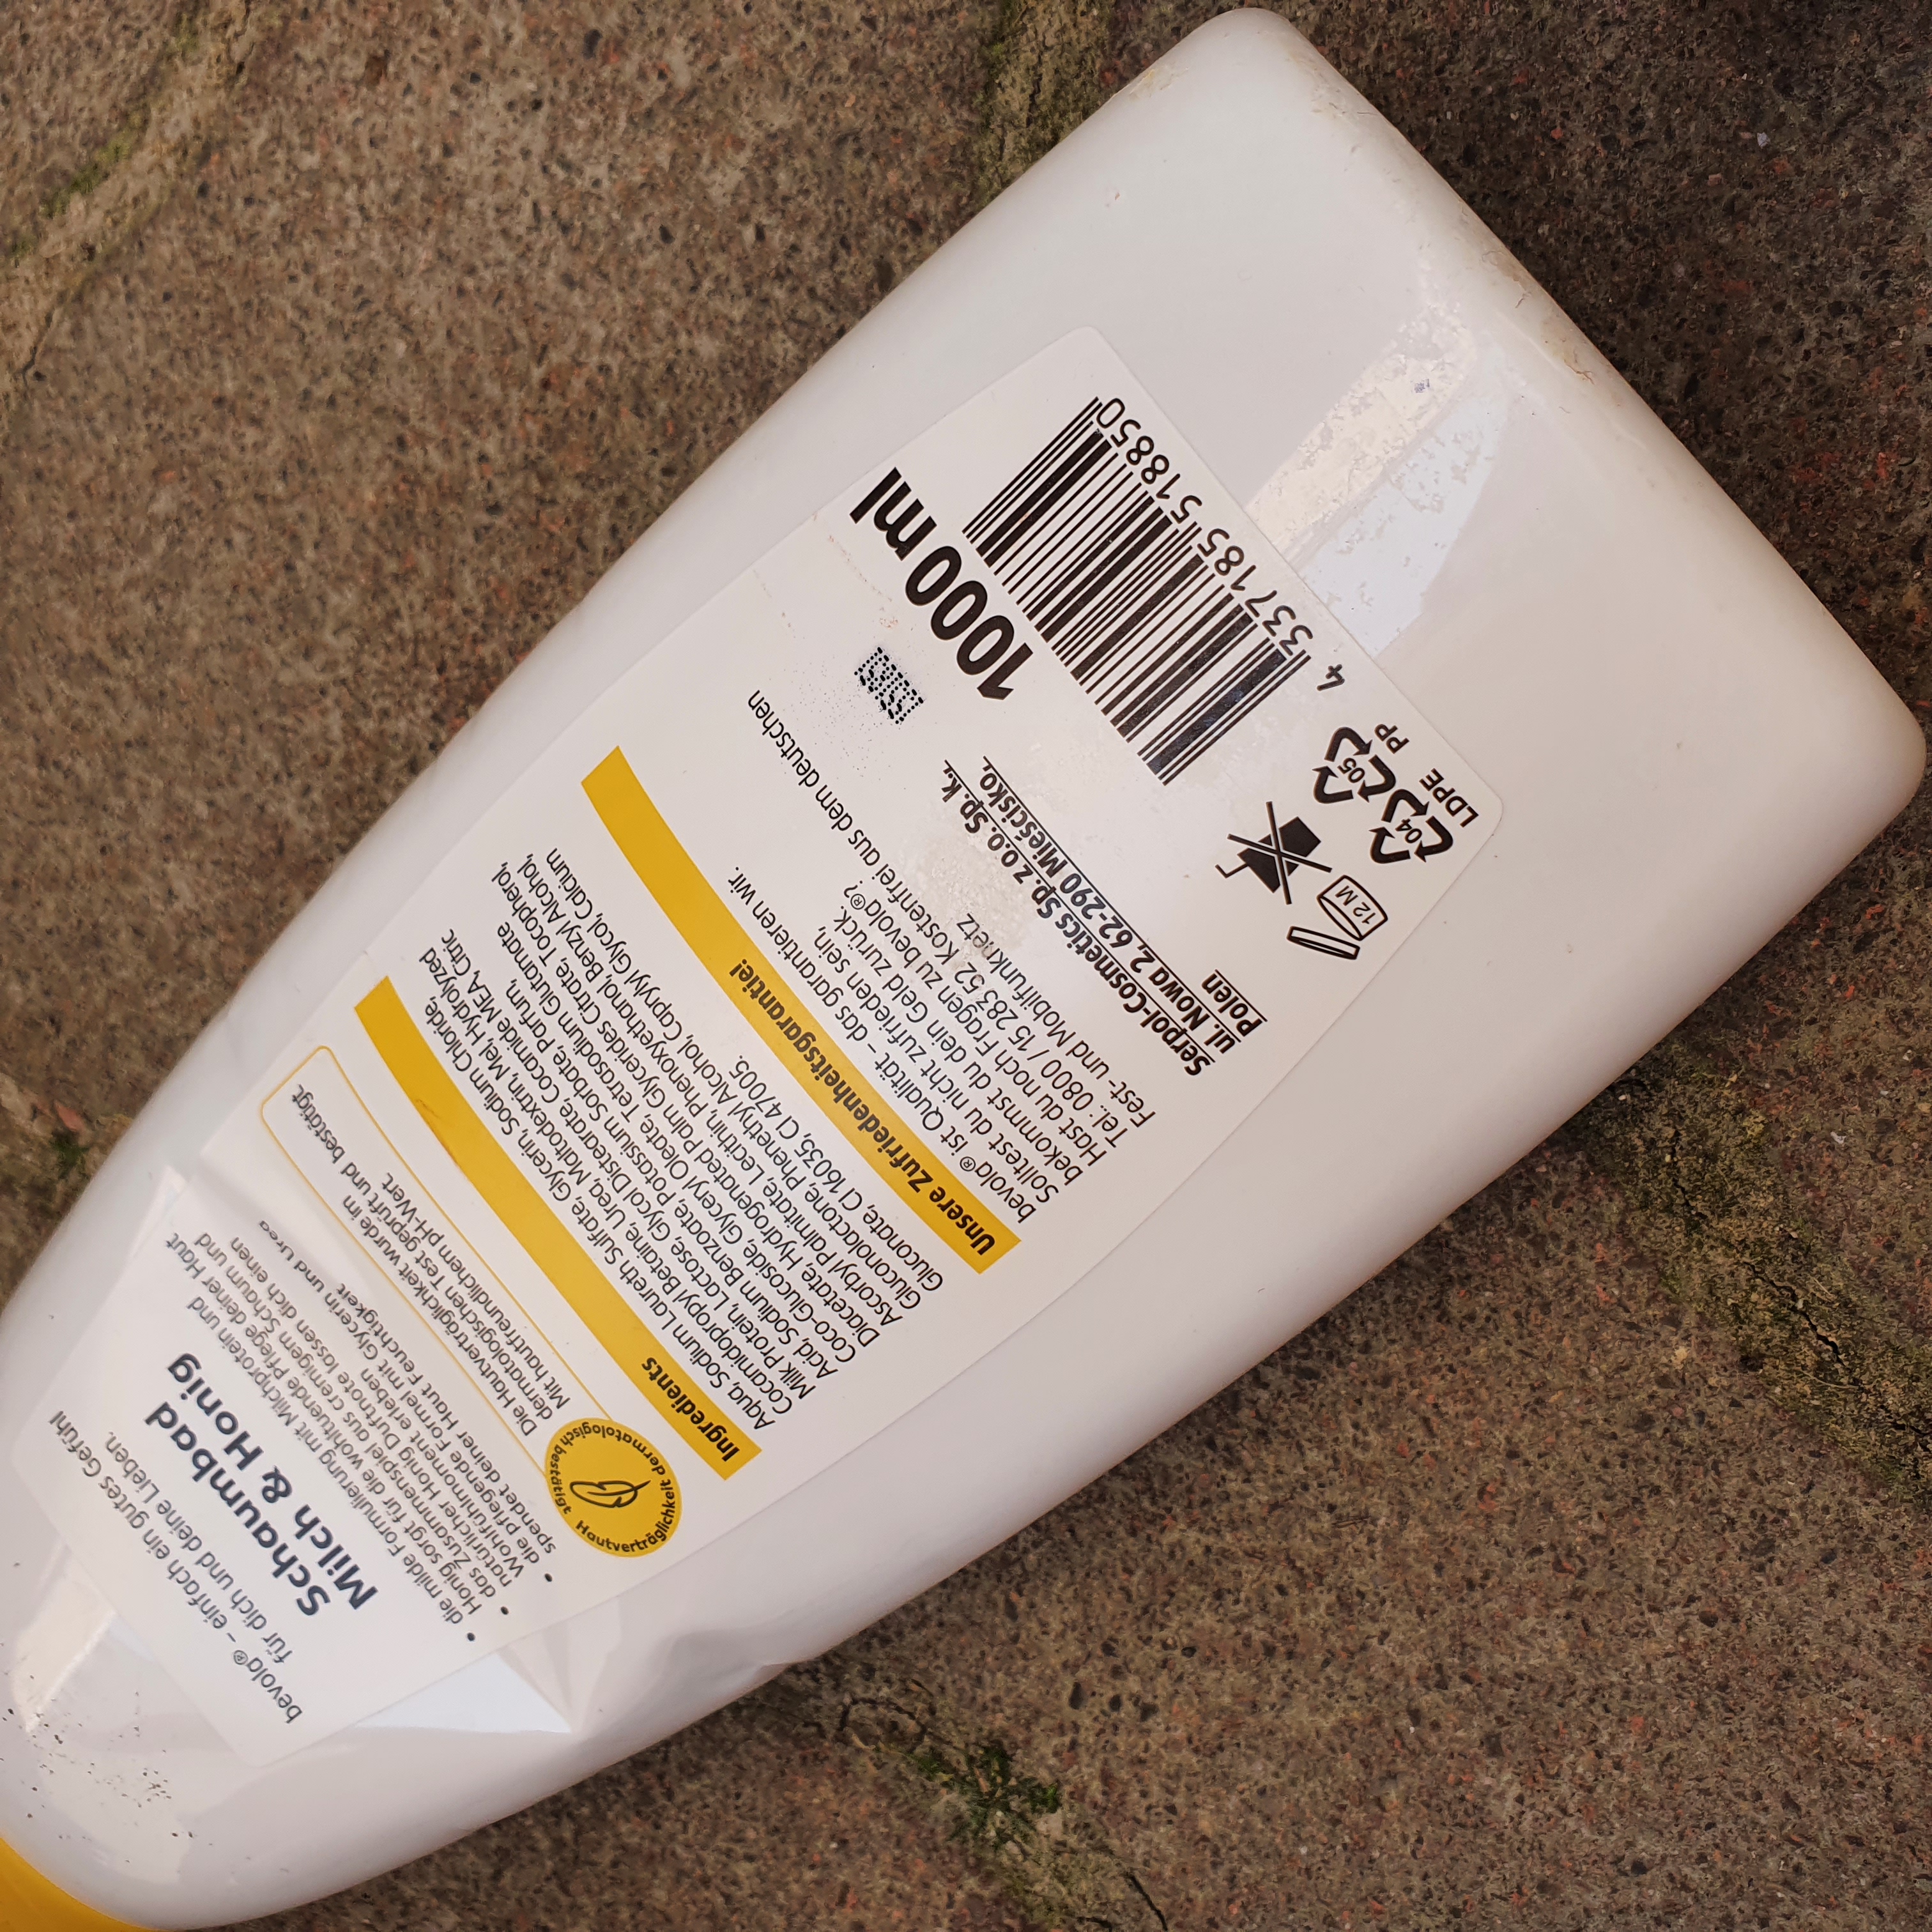 bevola® – einfach ein gutes Gefühl
für dich und deine Lieben.
Schaumbad
Milch & Honig
• die milde Formulierung mit Milchprotein und
Honig sorgt für die wohltuende Pflege deiner Haut
• das Zusammenspiel aus cremigem Schaum und
natürlicher Honig Duftnote lassen dich einen
Wohlfühlmoment erleben
• die pflegende Formel mit Glycerin und Urea
spendet deiner Haut Feuchtigkeit
Hautverträglichkeit dermatologisch bestätigt
Die Hautverträglichkeit wurde im
dermatologischen Test geprüft und bestätigt.
Mit hautfreundlichem pH-Wert.
Ingredients
Aqua, Sodium Laureth Sulfate, Glycerin, Sodium Chloride,
Cocamidopropyl Betaine, Urea, Maltodextrin, Mel, Hydrolyzed
Milk Protein, Lactose, Glycol Distearate, Cocamide MEA, Citric
Acid, Sodium Benzoate, Potassium Sorbate, Parfum,
Coco-Glucoside, Glyceryl Oleate, Tetrasodium Glutamate
Diacetate, Hydrogenated Palm Glycerides Citrate, Tocopherol,
Ascorbyl Palmitate, Lecithin, Phenoxyethanol, Benzyl Alcohol,
Gluconolactone, Phenethyl Alcohol, Caprylyl Glycol, Calcium
Gluconate, CI 16035, CI 47005.
Unsere Zufriedenheitsgarantie!
bevola® ist Qualität – das garantieren wir.
Solltest du nicht zufrieden sein,
bekommst du dein Geld zurück.
Hast du noch Fragen zu bevola®?
Tel.: 0800 / 15 283 52 Kostenfrei aus dem deutschen
Fest- und Mobilfunknetz
Serpol-Cosmetics Sp. z o.o. Sp. k.,
ul. Nowa 2, 62-290 Mieścisko,
Polen
1000 ml
12 M
04
LDPE
05
PP
4 337185 518850